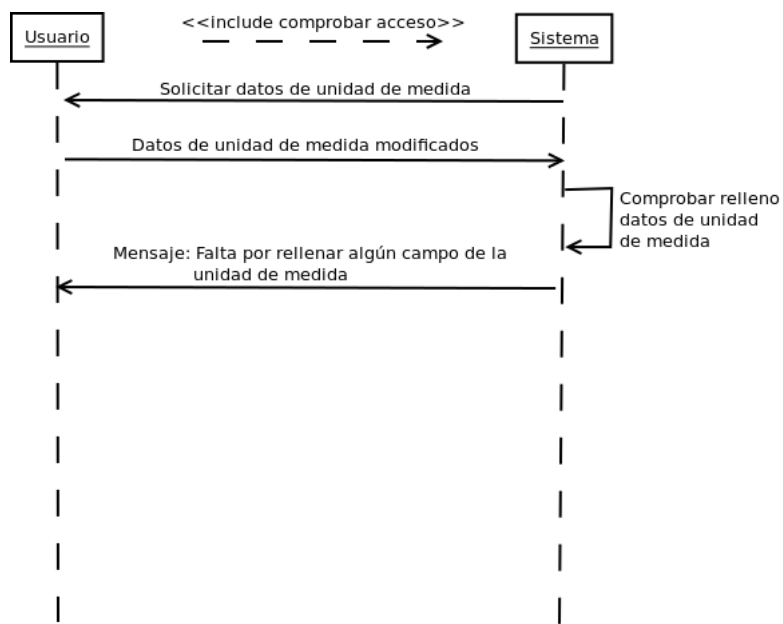 <<include comprobar acceso>>
Usuario
Sistema
Solicitar datos de unidad de medida
Datos de unidad de medida modificados
Comprobar relleno
datos de unidad
de medida
Mensaje: Falta por rellenar algún campo de la
unidad de medida